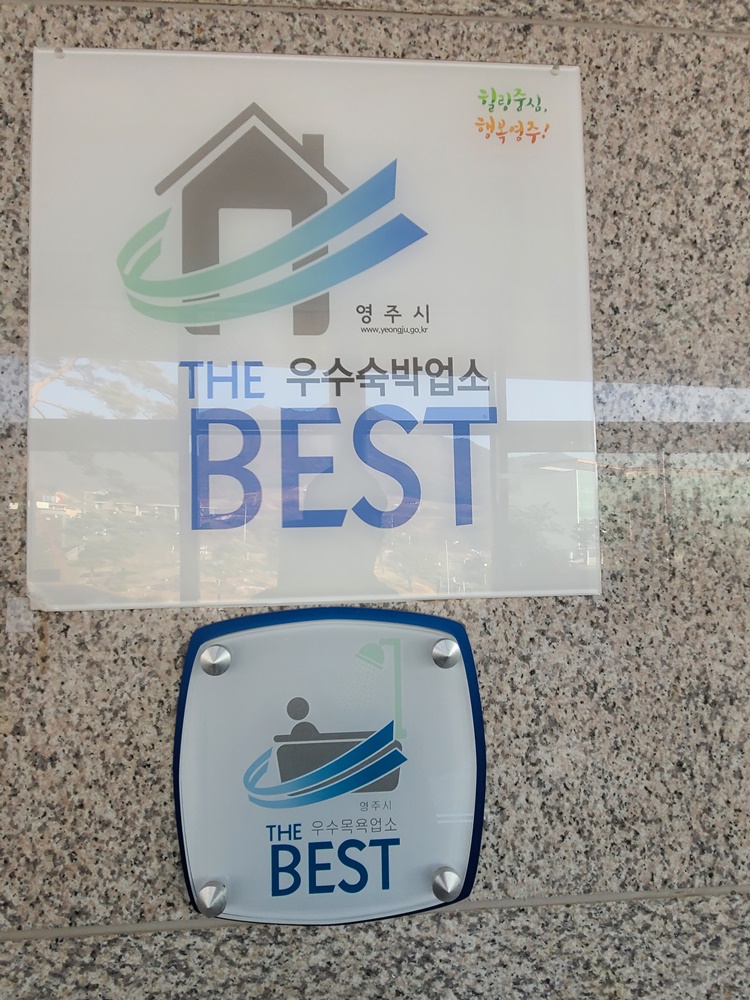 힐링중심,
행복영주!
영주시
www.yeongju.go.kr
THE 우수숙박업소
BEST
영주시
THE 우수목욕업소
BEST